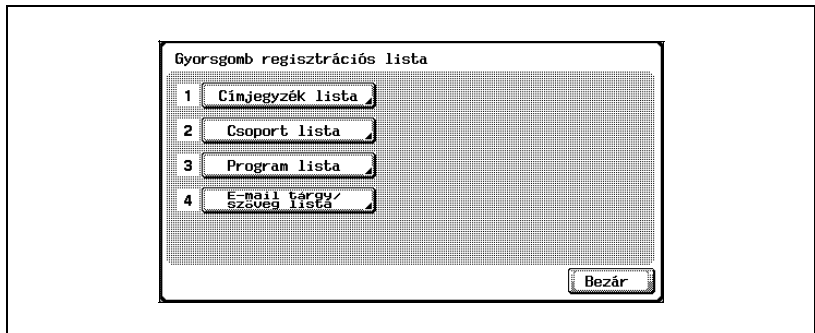 Gyorsgomb regisztrációs lista
1 Címjegyzék lista
2 Csoport lista
3 Program lista
4 E-mail tárgy/
szöveg lista
Bezár